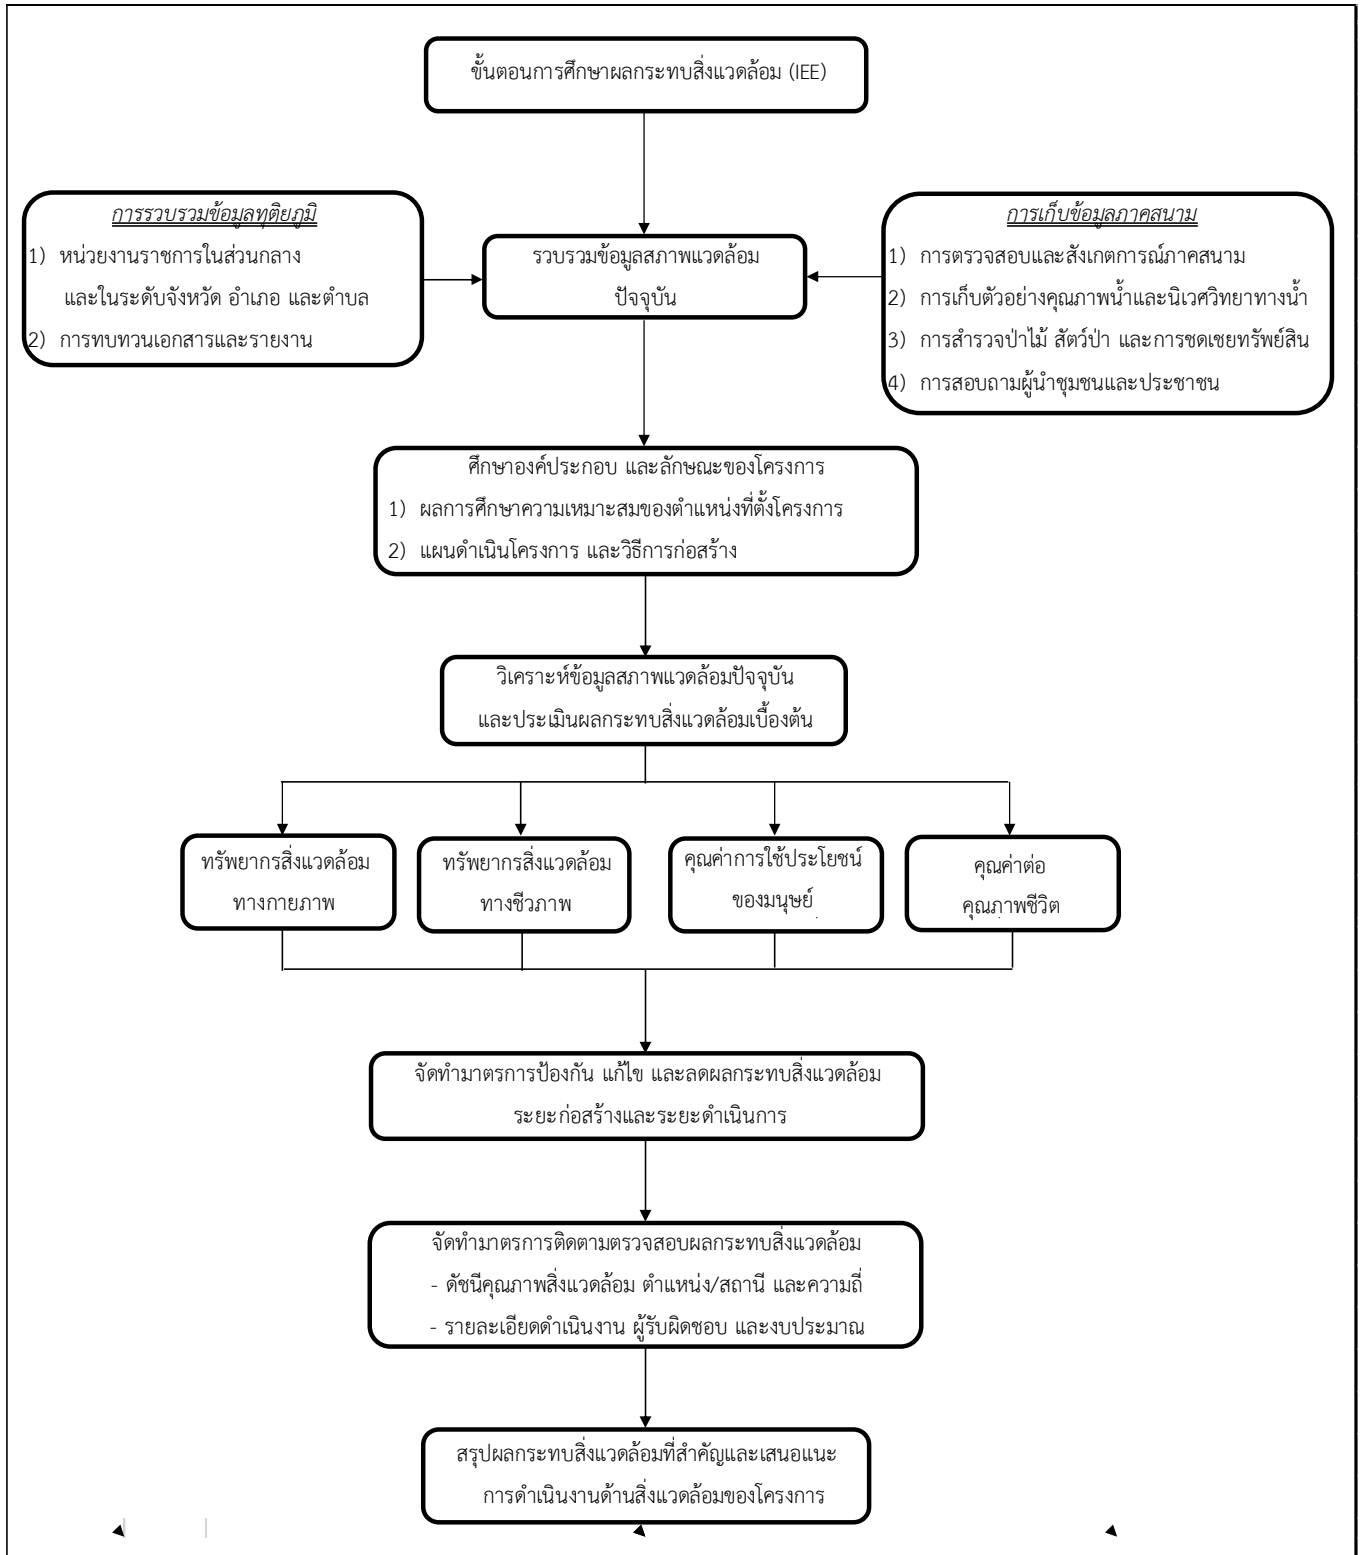 ขั้นตอนการศึกษาผลกระทบสิ่งแวดล้อม (IEE)
การรวบรวมข้อมูลทุติยภูมิ
1) หน่วยงานราชการในส่วนกลาง
และในระดับจังหวัด อำเภอ และตำบล
2) การทบทวนเอกสารและรายงาน
รวบรวมข้อมูลสภาพแวดล้อม
ปัจจุบัน
การเก็บข้อมูลภาคสนาม
1) การตรวจสอบและสังเกตการณ์ภาคสนาม
2) การเก็บตัวอย่างคุณภาพน้ำและนิเวศวิทยาทางน้ำ
3) การสำรวจป่าไม้ สัตว์ป่า และการชดเชยทรัพย์สิน
4) การสอบถามผู้นำชุมชนและประชาชน
ศึกษาองค์ประกอบ และลักษณะของโครงการ
1) ผลการศึกษาความเหมาะสมของตำแหน่งที่ตั้งโครงการ
2) แผนดำเนินโครงการ และวิธีการก่อสร้าง
วิเคราะห์ข้อมูลสภาพแวดล้อมปัจจุบัน
และประเมินผลกระทบสิ่งแวดล้อมเบื้องต้น
ทรัพยากรสิ่งแวดล้อม
ทางกายภาพ
ทรัพยากรสิ่งแวดล้อม
ทางชีวภาพ
คุณค่าการใช้ประโยชน์
ของมนุษย์
คุณค่าต่อ
คุณภาพชีวิต
จัดทำมาตรการป้องกัน แก้ไข และลดผลกระทบสิ่งแวดล้อม
ระยะก่อสร้างและระยะดำเนินการ
จัดทำมาตรการติดตามตรวจสอบผลกระทบสิ่งแวดล้อม
- ดัชนีคุณภาพสิ่งแวดล้อม ตำแหน่ง/สถานี และความถี่
- รายละเอียดดำเนินงาน ผู้รับผิดชอบ และงบประมาณ
สรุปผลกระทบสิ่งแวดล้อมที่สำคัญและเสนอแนะ
การดำเนินงานด้านสิ่งแวดล้อมของโครงการ